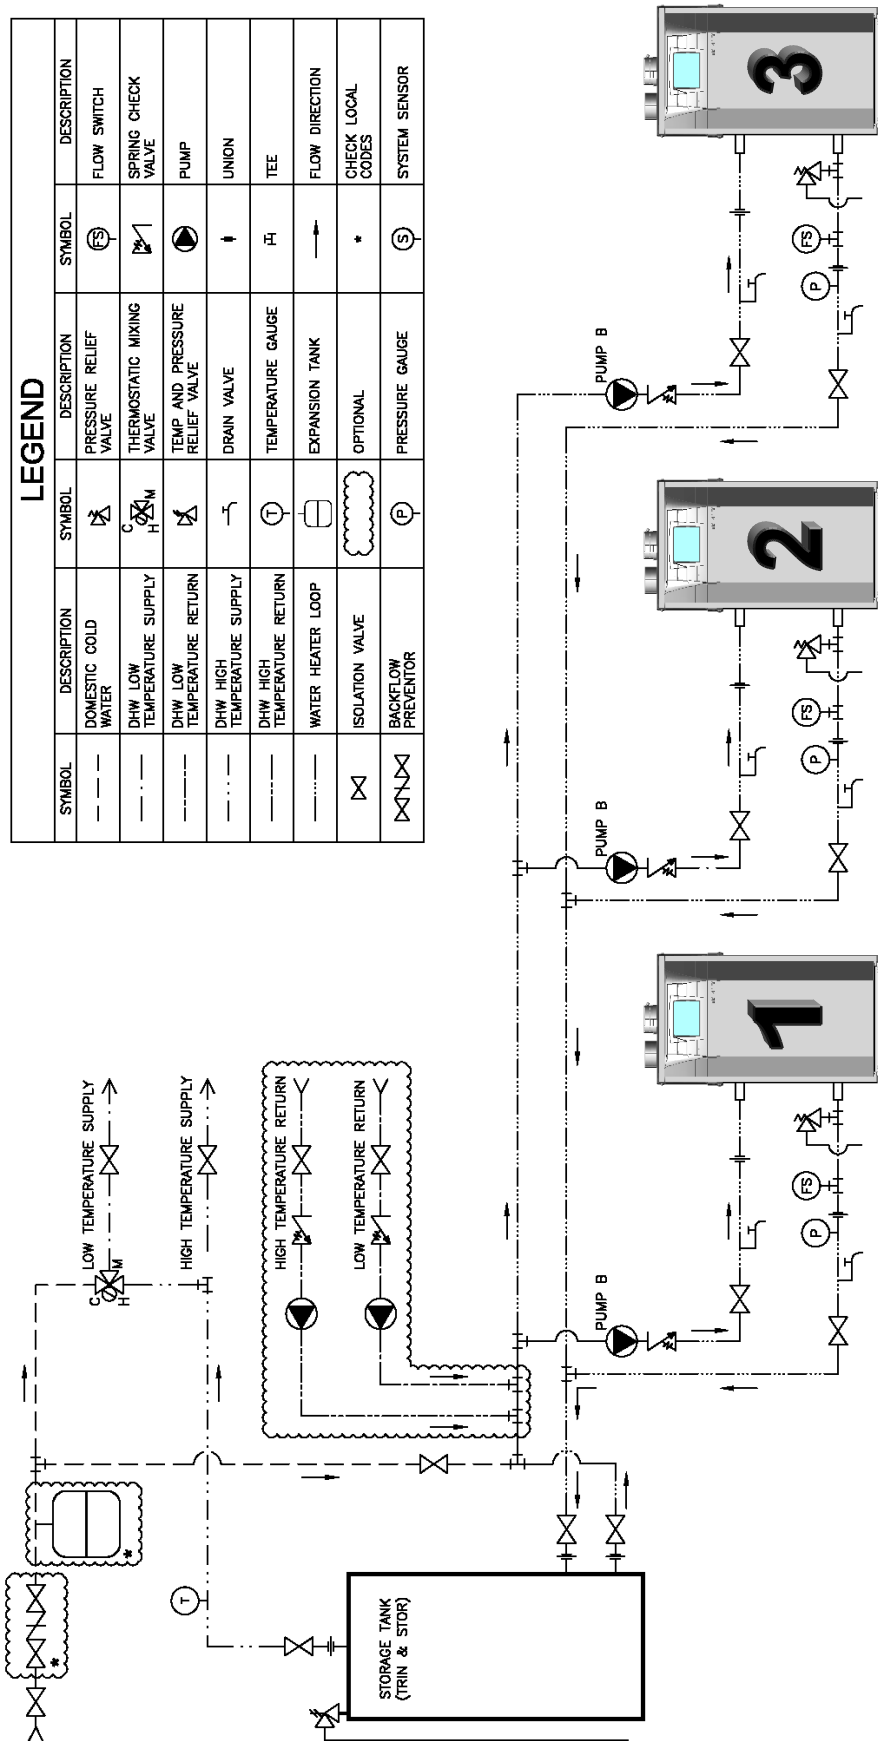 LEGEND
SYMBOL
DESCRIPTION
SYMBOL
DESCRIPTION
SYMBOL
DESCRIPTION
DOMESTIC COLD
WATER
PRESSURE RELIEF
VALVE
FS
FLOW SWITCH
DHW LOW
TEMPERATURE SUPPLY
C
H
M
THERMOSTATIC MIXING
VALVE
SPRING CHECK
VALVE
DHW LOW
TEMPERATURE RETURN
TEMP AND PRESSURE
RELIEF VALVE
PUMP
DHW HIGH
TEMPERATURE SUPPLY
DRAIN VALVE
UNION
DHW HIGH
TEMPERATURE RETURN
T
TEMPERATURE GAUGE
TEE
WATER HEATER LOOP
EXPANSION TANK
FLOW DIRECTION
ISOLATION VALVE
OPTIONAL
*
CHECK LOCAL
CODES
BACKFLOW
PREVENTOR
P
PRESSURE GAUGE
S
SYSTEM SENSOR
*
*
LOW TEMPERATURE SUPPLY
C
H
M
HIGH TEMPERATURE SUPPLY
T
HIGH TEMPERATURE RETURN
LOW TEMPERATURE RETURN
STORAGE TANK
(TRIN & STOR)
PUMP B
PUMP B
PUMP B
P
FS
1
P
FS
2
P
FS
3